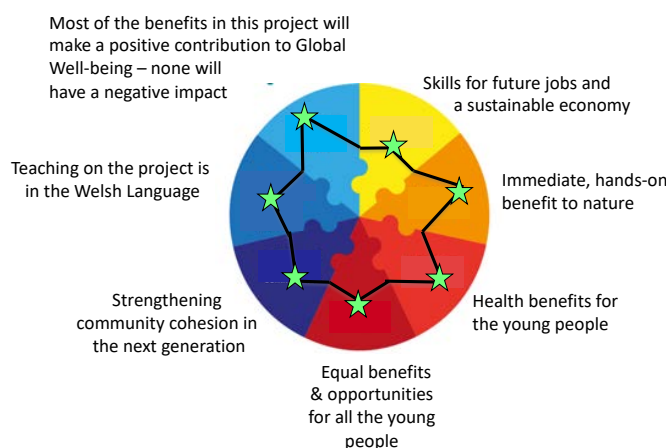 Most of the benefits in this project will
make a positive contribution to Global
Well-being – none will
have a negative impact
Skills for future jobs and
a sustainable economy
Teaching on the project is
in the Welsh Language
Immediate, hands-on
benefit to nature
Strengthening
community cohesion in
the next generation
Health benefits for
the young people
Equal benefits
& opportunities
for all the young
people